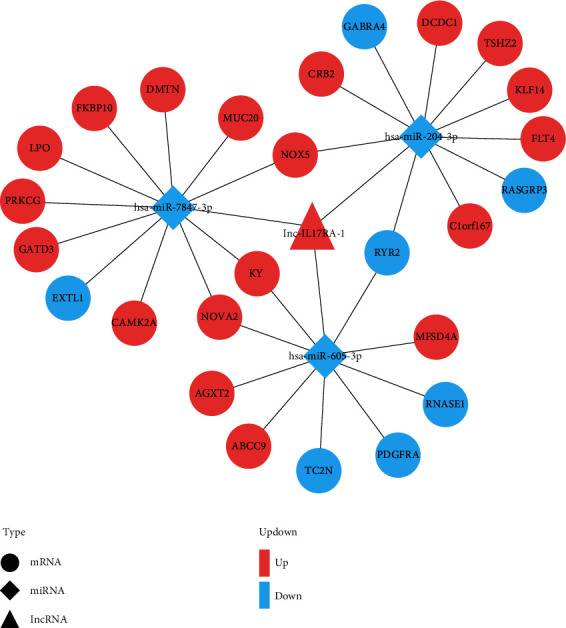 GABRA4
DCDC1
TSHZ2
CRB2
KLF14
DMTN
FKBP10
MUC20
hsa-miR-204-3p
FLT4
LPO
NOX5
RASGRP3
PRKCG
hsa-miR-7847-3p
C1orf167
lnc-IL17RA-1
GATD3
RYR2
KY
EXTL1
CAMK2A
NOVA2
MFSD4A
hsa-miR-605-3p
AGXT2
RNASE1
ABCC9
PDGFRA
TC2N
Type
Updown
mRNA
Up
miRNA
Down
lncRNA